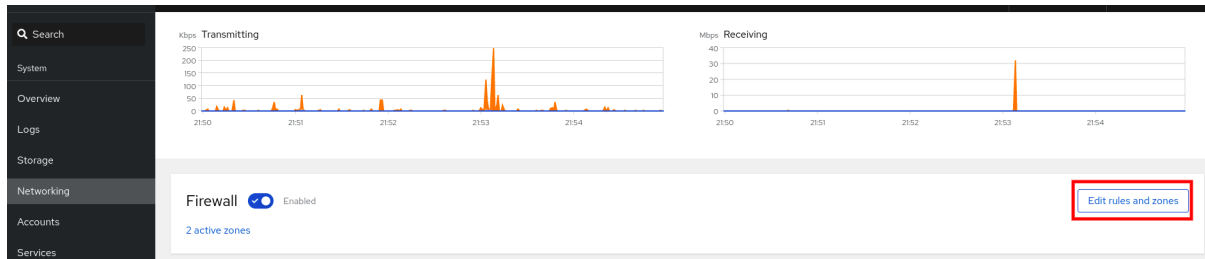 Search
System
Overview
Logs
Storage
Networking
Accounts
Services
Kbps Transmitting
250
200
150
100
50
0
21:50 21:51 21:52 21:53 21:54
Mbps Receiving
40
30
20
10
0
21:50 21:51 21:52 21:53 21:54
Firewall Enabled
Edit rules and zones
2 active zones